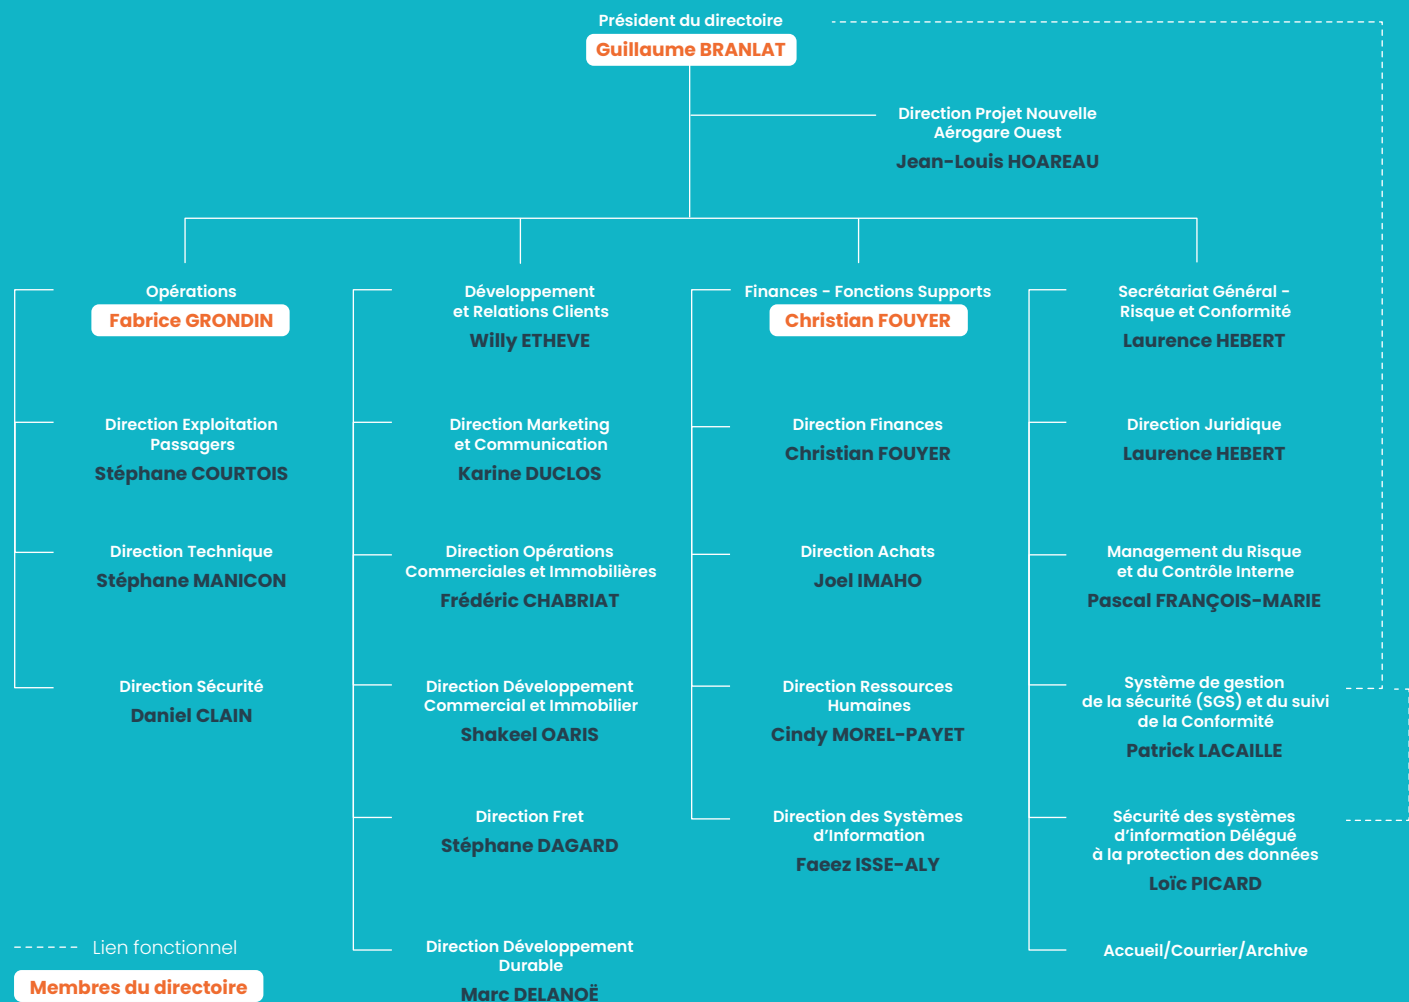 Président du directoire
Guillaume BRANLAT
Direction Projet Nouvelle
Aérogare Ouest
Jean-Louis HOAREAU
Opérations
Fabrice GRONDIN
Direction Exploitation
Passagers
Stéphane COURTOIS
Direction Technique
Stéphane MANICON
Direction Sécurité
Daniel CLAIN
Développement
et Relations Clients
Willy ETHEVE
Direction Marketing
et Communication
Karine DUCLOS
Direction Opérations
Commerciales et Immobilières
Frédéric CHABRIAT
Direction Développement
Commercial et Immobilier
Shakeel OARIS
Direction Fret
Stéphane DAGARD
Direction Développement
Durable
Marc DELANOË
Finances - Fonctions Supports
Christian FOUYER
Direction Finances
Christian FOUYER
Direction Achats
Joel IMAHO
Direction Ressources
Humaines
Cindy MOREL-PAYET
Direction des Systèmes
d’Information
Faeez ISSE-ALY
Secrétariat Général -
Risque et Conformité
Laurence HEBERT
Direction Juridique
Laurence HEBERT
Management du Risque
et du Contrôle Interne
Pascal FRANÇOIS-MARIE
Système de gestion
de la sécurité (SGS) et du suivi
de la Conformité
Patrick LACAILLE
Sécurité des systèmes
d’information Délégué
à la protection des données
Loïc PICARD
Accueil/Courrier/Archive
Lien fonctionnel
Membres du directoire